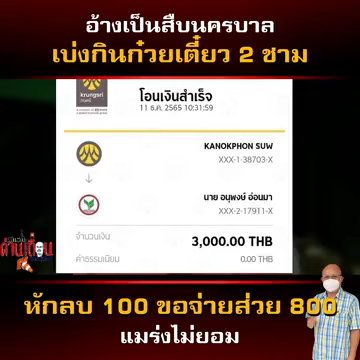 อ้างเป็นสืบนครบาล
เบ่งกินก๋วยเตี๋ยว 2 ชาม
krungsri
กรุงศรี
โอนเงินสำเร็จ
11 ธ.ค. 2565 10:31:59
KANOKPHON SUW
XXX-1-38703-X
นาย อนุพงษ์ อ่อนมา
XXX-2-17911-X
จำนวนเงิน
3,000.00 THB
ค่าธรรมเนียม
0.00 THB
หักลบ 100 ขอจ่ายส่วย 800
แมร่งไม่ยอม